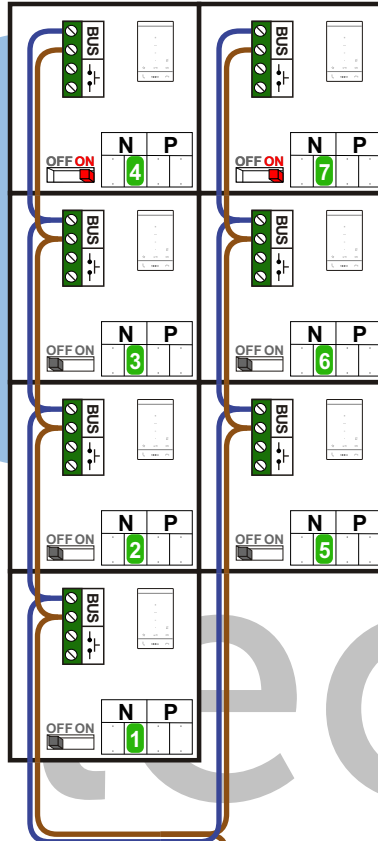 BUS
BUS
N P
N P
OFF ON
4
OFF ON
7
BUS
BUS
N P
N P
OFF ON
3
OFF ON
6
BUS
BUS
N P
N P
OFF ON
2
OFF ON
5
BUS
N P
OFF ON
1